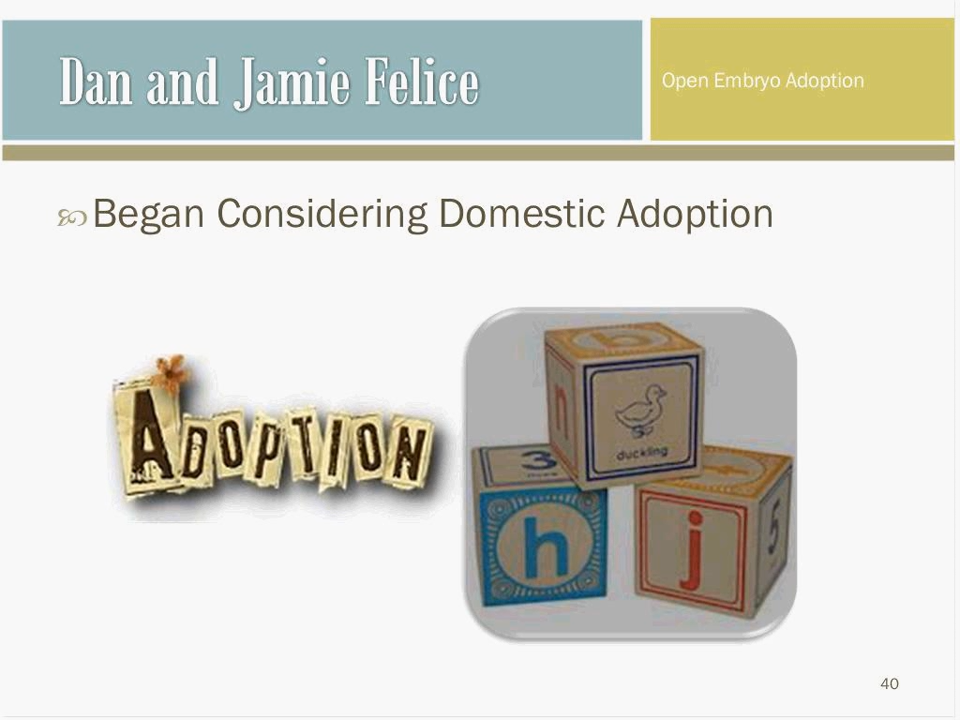 Dan and Jamie Felice
Open Embryo Adoption
Began Considering Domestic Adoption
ADOPTION
b
n
duckling
3
h
j
5
40